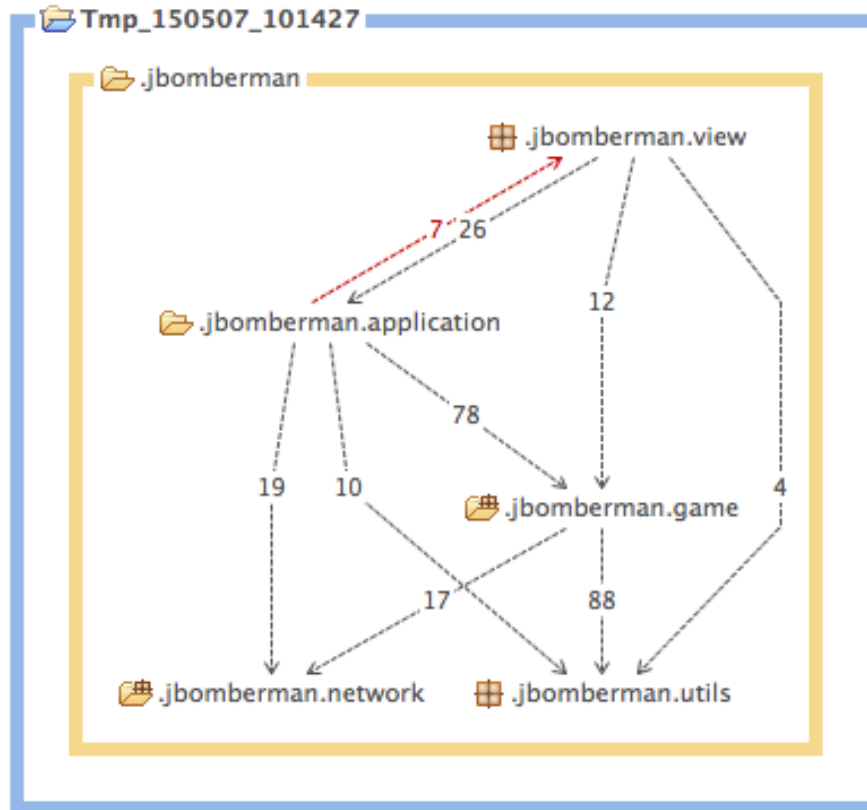 Tmp_150507_101427
.jbomberman
.jbomberman.view
7 26
12
.jbomberman.application
78
19 10 4
.jbomberman.game
17 88
.jbomberman.network .jbomberman.utils